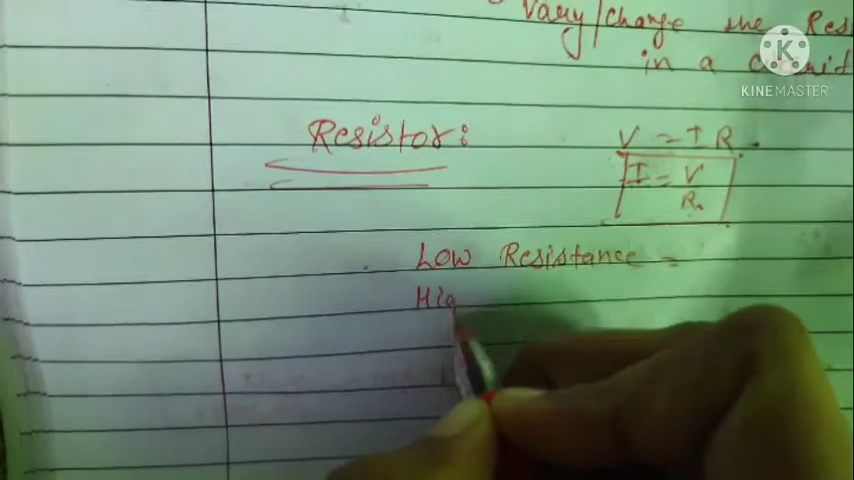 Vary/Change the Res
in a
K
KINEMASTER
Resistor:
V = I R.
I = V
R
Low Resistance =
Hig